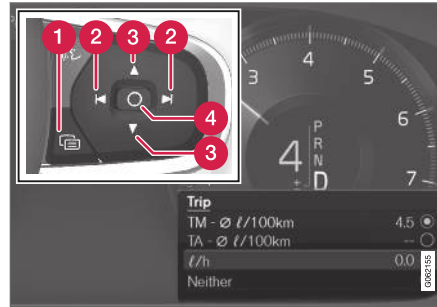 1
2
3
2
4
3
3
4
5
6
7
4
P
R
N
D
±
Trip
TM - Ø ℓ/100km 4.5
TA - Ø ℓ/100km --
ℓ/h 0.0
Neither
G062155